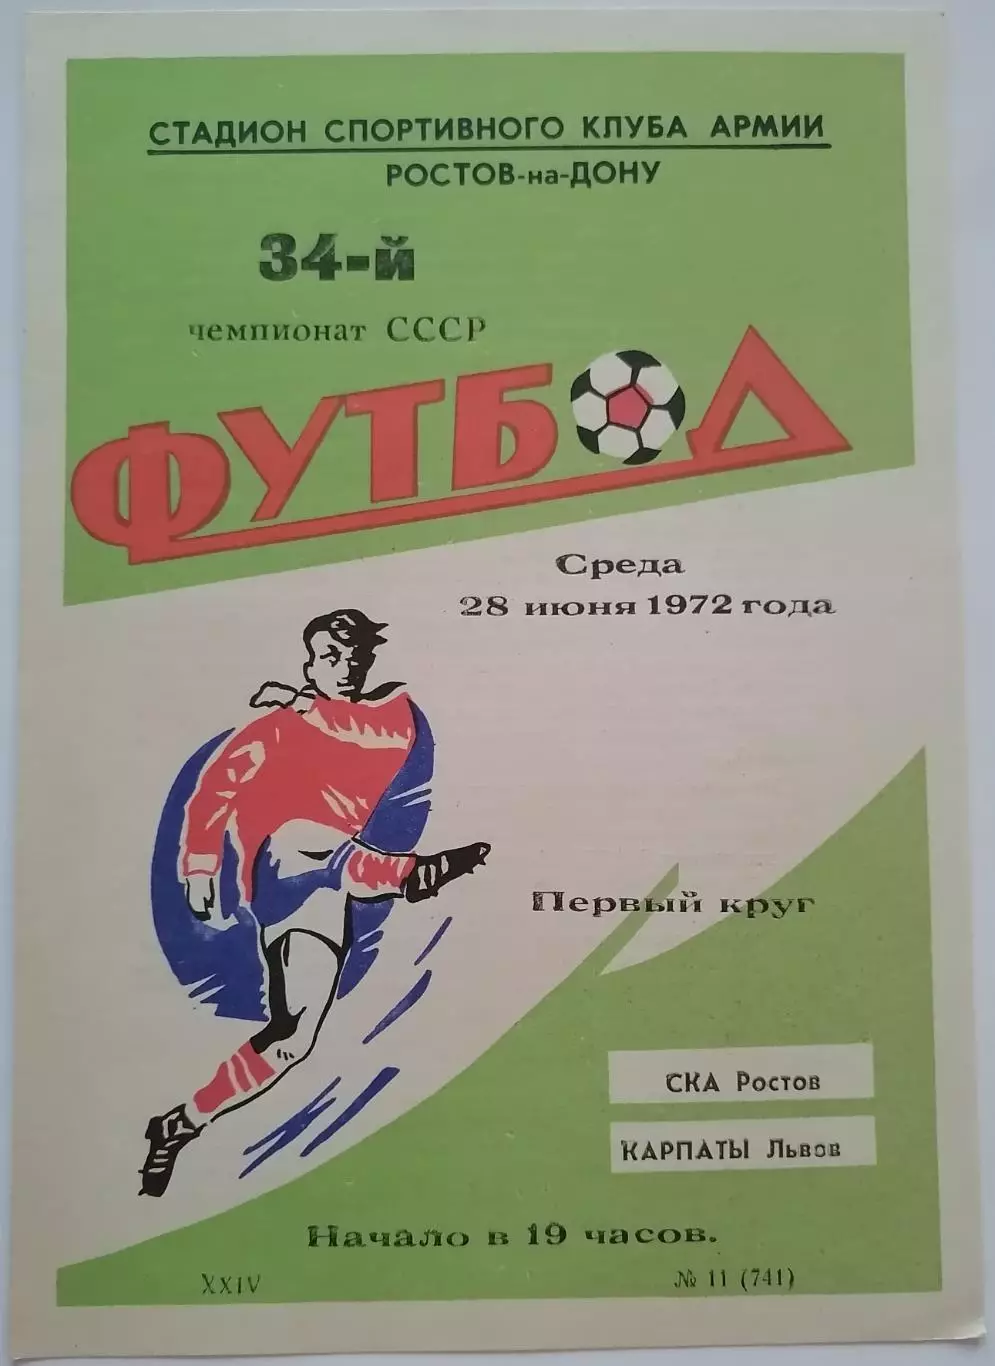 СТАДИОН СПОРТИВНОГО КЛУБА АРМИИ
РОСТОВ-на-ДОНУ
34-й
чемпионат СССР
ФУТБОЛ
Среда
28 июня 1972 года
Первый круг
СКА Ростов
КАРПАТЫ Львов
Начало в 19 часов.
XXIV
№ 11 (741)